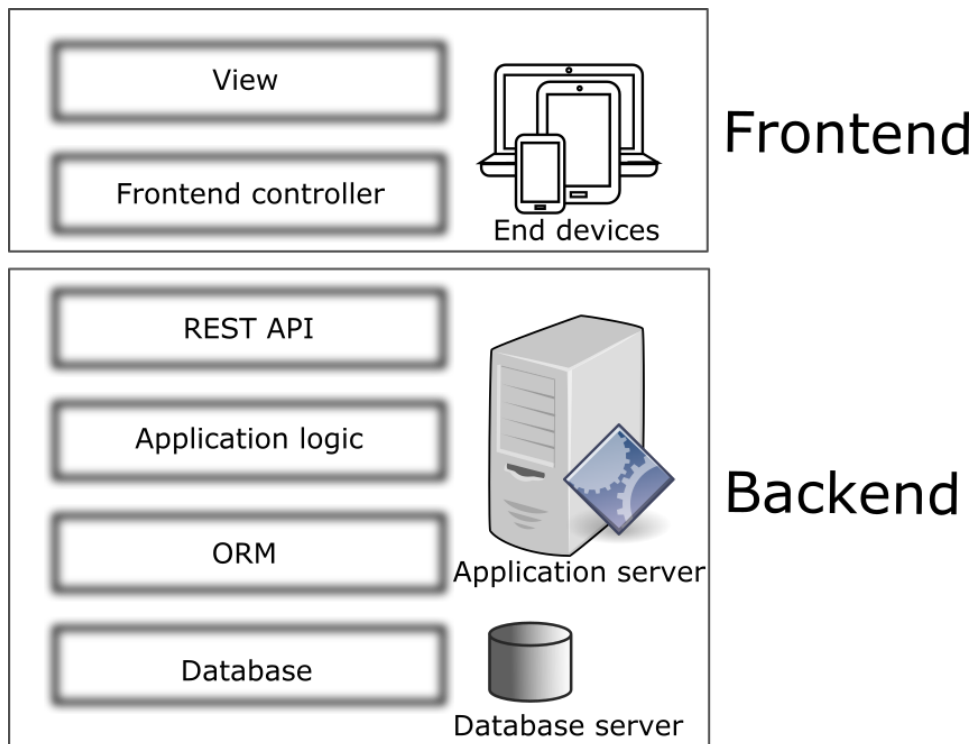 View
Frontend controller
End devices
Frontend
REST API
Application logic
ORM
Application server
Database
Database server
Backend